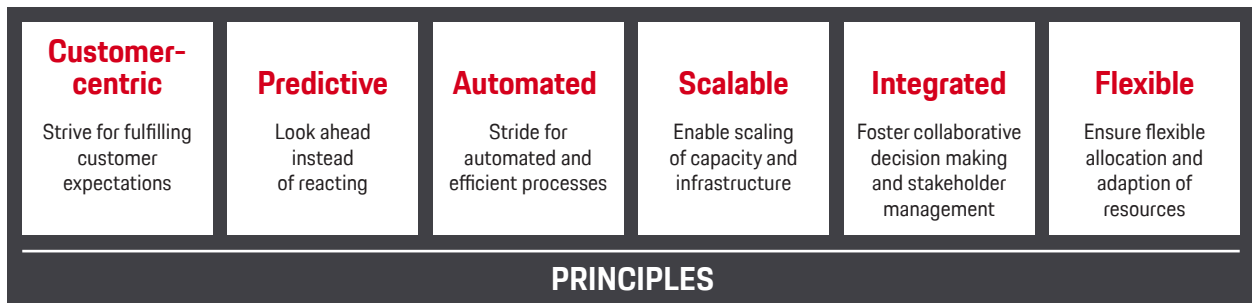 Customer-
centric
Strive for fulfilling
customer
expectations
Predictive
Look ahead
instead
of reacting
Automated
Stride for
automated and
efficient processes
Scalable
Enable scaling
of capacity and
infrastructure
Integrated
Foster collaborative
decision making
and stakeholder
management
Flexible
Ensure flexible
allocation and
adaption of
resources
PRINCIPLES